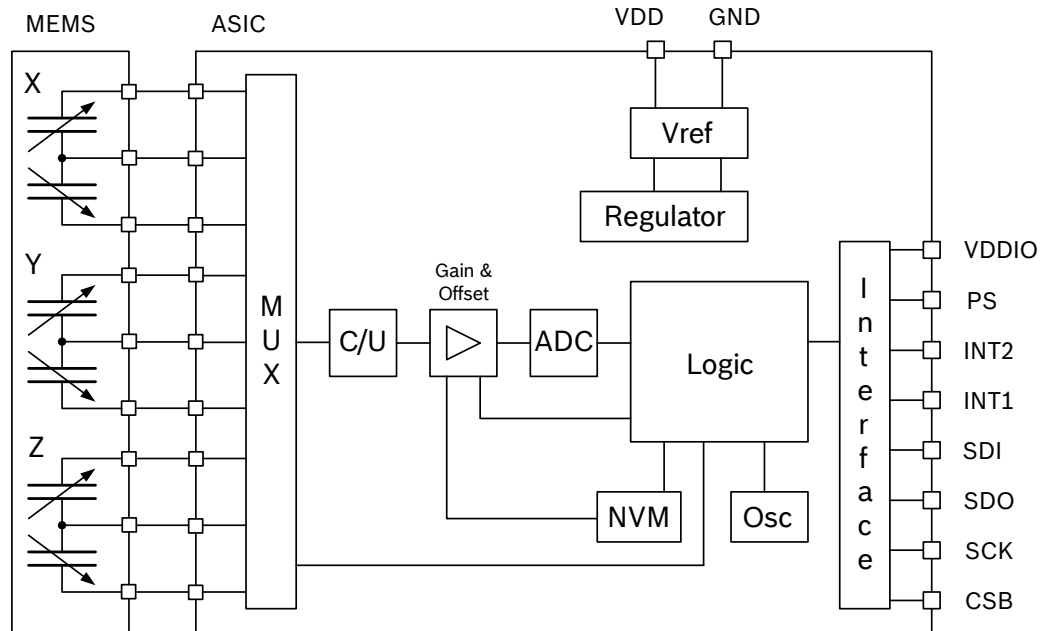 MEMS
ASIC
VDD
GND
X
Vref
Regulator
Y
Gain &
Offset
M
U
X
C/U
ADC
Logic
Z
NVM
Osc
I
n
t
e
r
f
a
c
e
VDDIO
PS
INT2
INT1
SDI
SDO
SCK
CSB